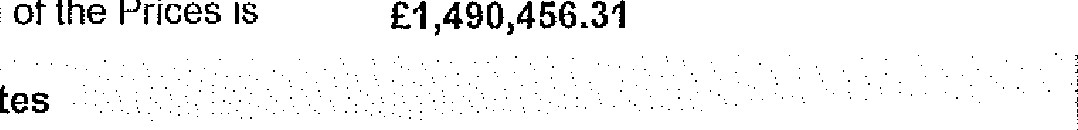 of the Prices is £1,490,456.31
tes